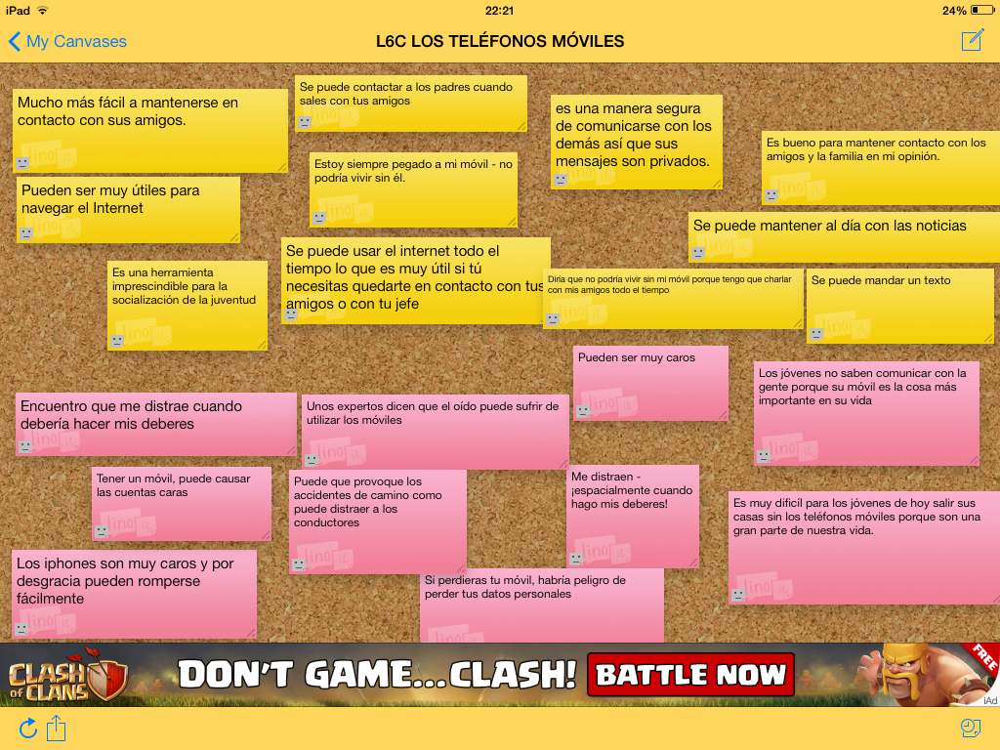 iPad
22:21
24%
My Canvases
L6C LOS TELÉFONOS MÓVILES
Mucho más fácil a mantenerse en
contacto con sus amigos.
Se puede contactar a los padres cuando
sales con tus amigos
es una manera segura
de comunicarse con los
demás así que sus
mensajes son privados.
Es bueno para mantener contacto con los
amigos y la familia en mi opinión.
Pueden ser muy útiles para
navegar el Internet
Estoy siempre pegado a mi móvil - no
podría vivir sin él.
Se puede mantener al día con las noticias
Es una herramienta
imprescindible para la
socialización de la juventud
Se puede usar el internet todo el
tiempo lo que es muy útil si tú
necesitas quedarte en contacto con tus
amigos o con tu jefe
Diría que no podría vivir sin mi móvil porque tengo que charlar
con mis amigos todo el tiempo
Se puede mandar un texto
Pueden ser muy caros
Los jóvenes no saben comunicar con la
gente porque su móvil es la cosa más
importante en su vida
Encuentro que me distrae cuando
debería hacer mis deberes
Unos expertos dicen que el oído puede sufrir de
utilizar los móviles
Tener un móvil, puede causar
las cuentas caras
Puede que provoque los
accidentes de camino como
puede distraer a los
conductores
Me distraen -
¡espacialmente cuando
hago mis deberes!
Es muy dificíl para los jóvenes de hoy salir sus
casas sin los teléfonos móviles porque son una
gran parte de nuestra vida.
Los iphones son muy caros y por
desgracia pueden romperse
fácilmente
Si perdieras tu móvil, habría peligro de
perder tus datos personales
CLASH
of CLANS
DON'T GAME...CLASH!
BATTLE NOW
FREE
iAd